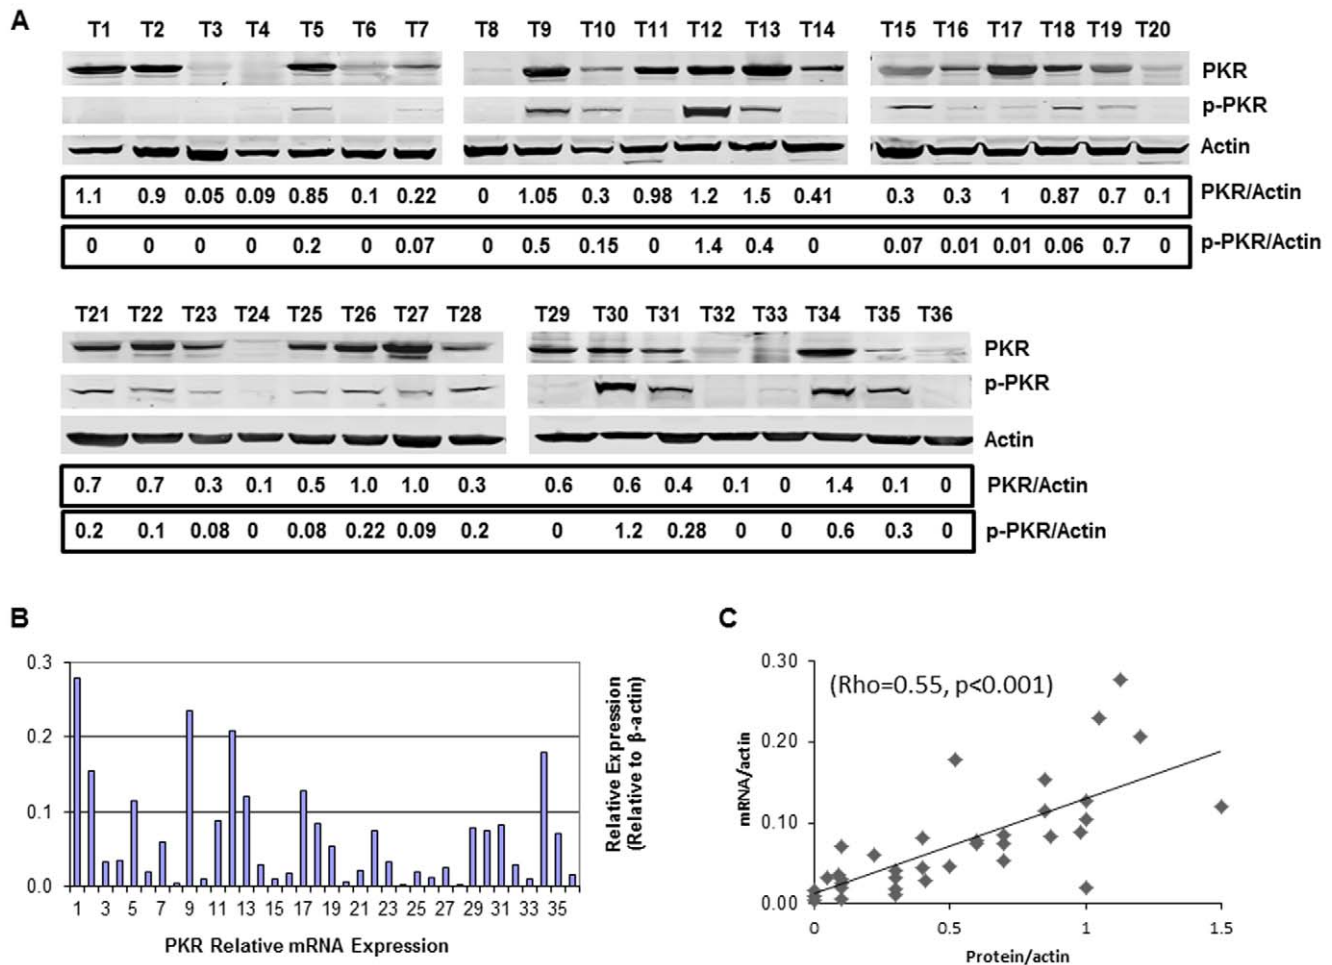 A
T1 T2 T3 T4 T5 T6 T7 T8 T9 T10 T11 T12 T13 T14 T15 T16 T17 T18 T19 T20
PKR
p-PKR
Actin
1.1 0.9 0.05 0.09 0.85 0.1 0.22 0 1.05 0.3 0.98 1.2 1.5 0.41 0.3 0.3 1 0.87 0.7 0.1 PKR/Actin
0 0 0 0 0.2 0 0.07 0 0.5 0.15 0 1.4 0.4 0 0.07 0.01 0.01 0.06 0.7 0 p-PKR/Actin
T21 T22 T23 T24 T25 T26 T27 T28 T29 T30 T31 T32 T33 T34 T35 T36
PKR
p-PKR
Actin
0.7 0.7 0.3 0.1 0.5 1.0 1.0 0.3 0.6 0.6 0.4 0.1 0 1.4 0.1 0 PKR/Actin
0.2 0.1 0.08 0 0.08 0.22 0.09 0.2 0 1.2 0.28 0 0 0.6 0.3 0 p-PKR/Actin
B
0.3
0.2
0.1
0.0
1 3 5 7 9 11 13 15 17 19 21 23 25 27 29 31 33 35
PKR Relative mRNA Expression
Relative Expression
(Relative to β-actin)
C
(Rho=0.55, p<0.001)
mRNA/actin
0.30
0.20
0.10
0.00
0 0.5 1 1.5
Protein/actin